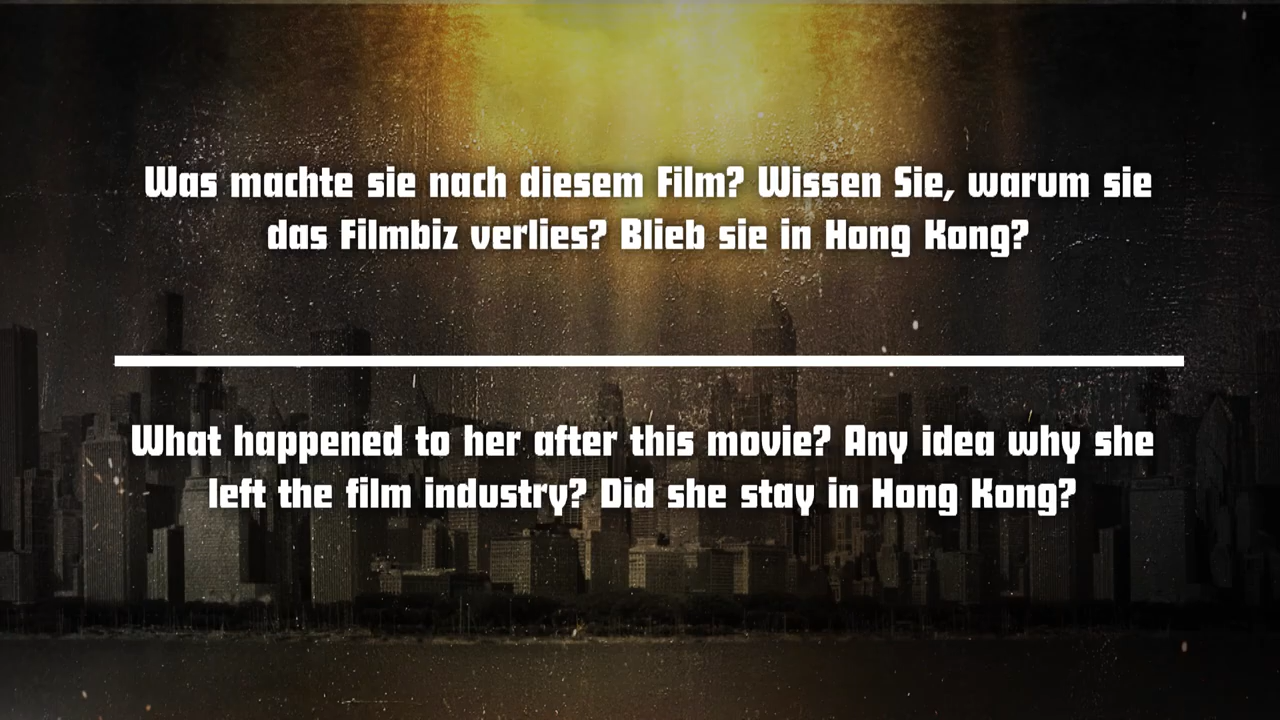 Was machte sie nach diesem Film? Wissen Sie, warum sie
das Filmbiz verlies? Blieb sie in Hong Kong?
What happened to her after this movie? Any idea why she
left the film industry? Did she stay in Hong Kong?